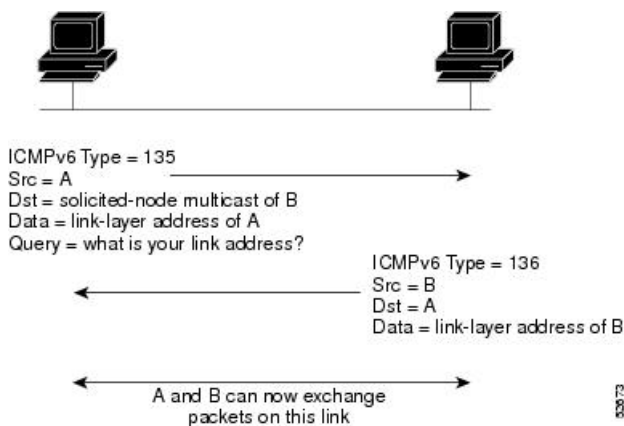 ICMPv6 Type = 135
Src = A
Dst = solicited-node multicast of B
Data = link-layer address of A
Query = what is your link address?
ICMPv6 Type = 136
Src = B
Dst = A
Data = link-layer address of B
A and B can now exchange
packets on this link
52673